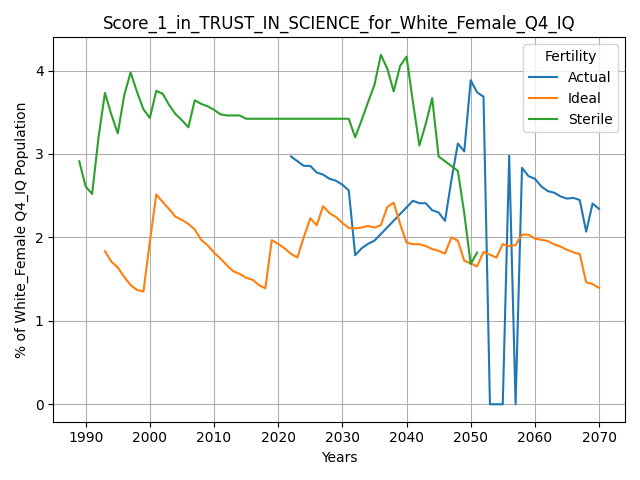 Score_1_in_TRUST_IN_SCIENCE_for_White_Female_Q4_IQ
Fertility
Actual
Ideal
Sterile
% of White_Female Q4_IQ Population
4
3
2
1
0
1990 2000 2010 2020 2030 2040 2050 2060 2070
Years